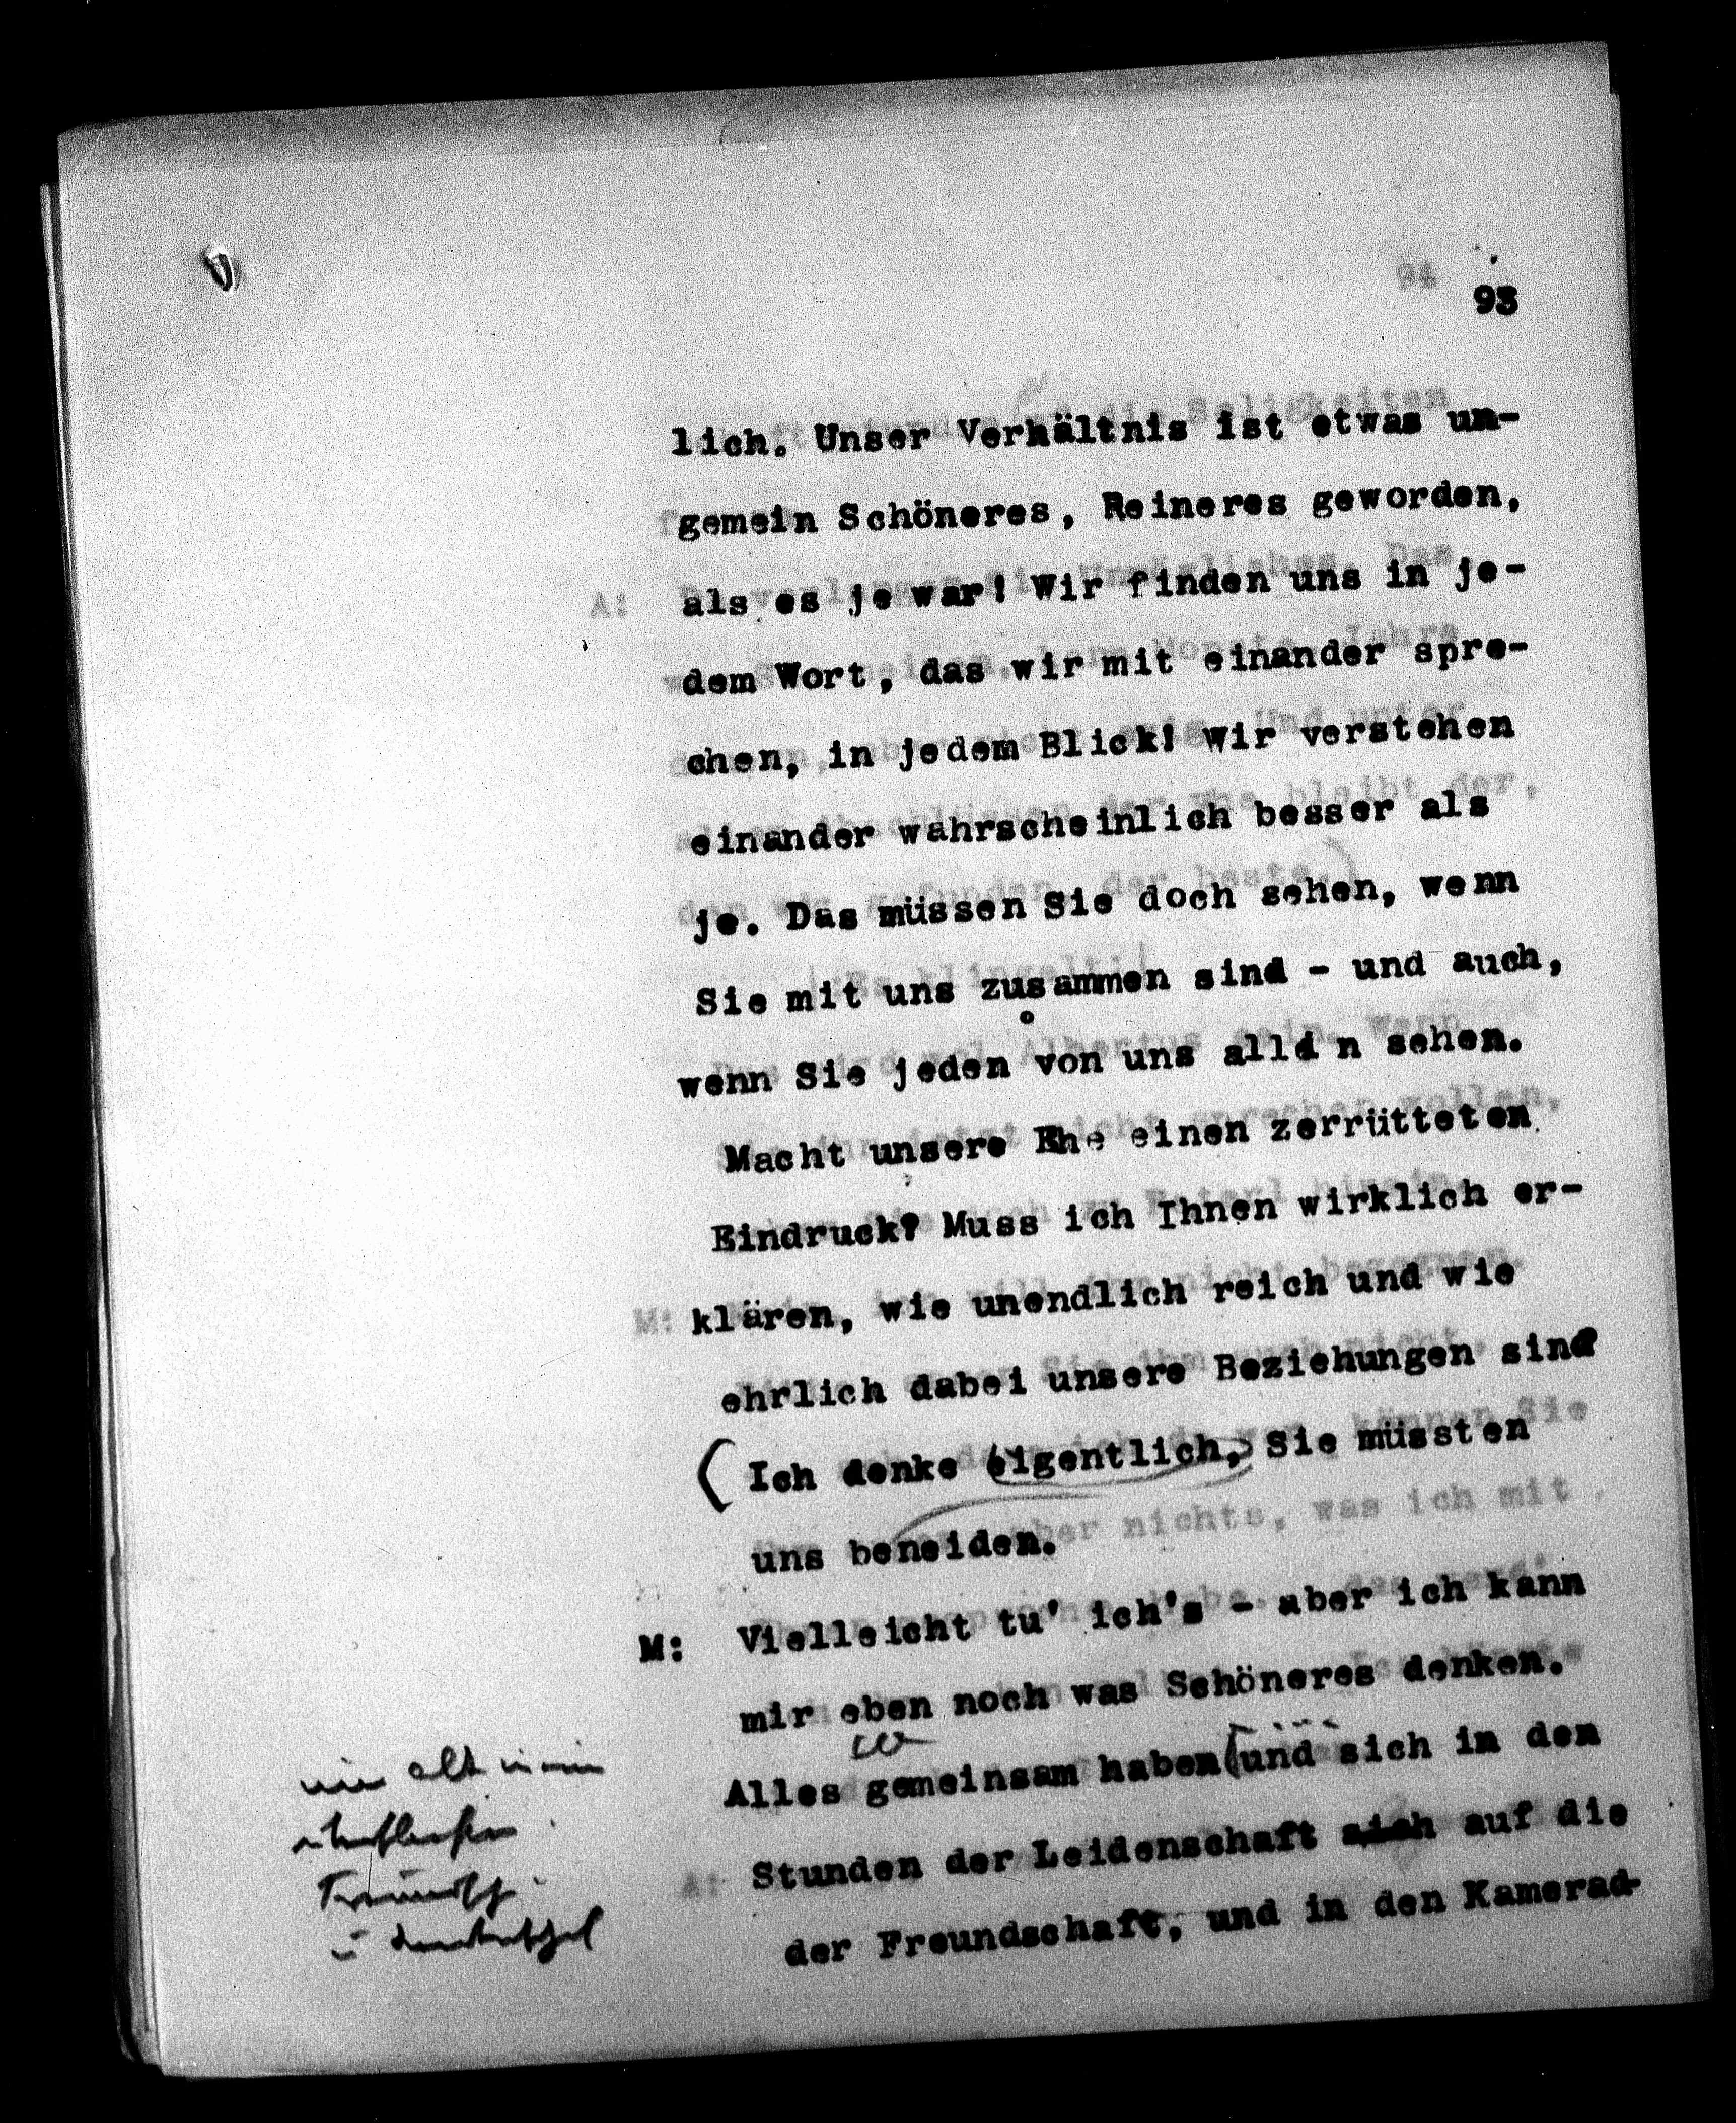 93
lich. Unser Verhältnis ist etwas un-
gemein Schöneres, Reineres geworden,
als es je war! Wir finden uns in je-
dem Wort, das wir mit einander spre-
chen, in jedem Blick! Wir verstehen
einander wahrscheinlich besser als
je. Das müssen Sie doch sehen, wenn
Sie mit uns zusammen sind - und auch,
wenn Sie jeden von uns allein sehen.
Macht unsere Ehe einen zerrütteten
Eindruck? Muss ich Ihnen wirklich er-
klären, wie unendlich reich und wie
ehrlich dabei unsere Beziehungen sind?
(Ich denke eigentlich, Sie müssten
uns beneiden.
M: Vielleicht tu' ich's - aber ich kann
mir eben noch was Schöneres denken.
Alles gemeinsam haben (und sich in den
Stunden der Leidenschaft sich auf die
der Freundschaft, und in den Kamerad-